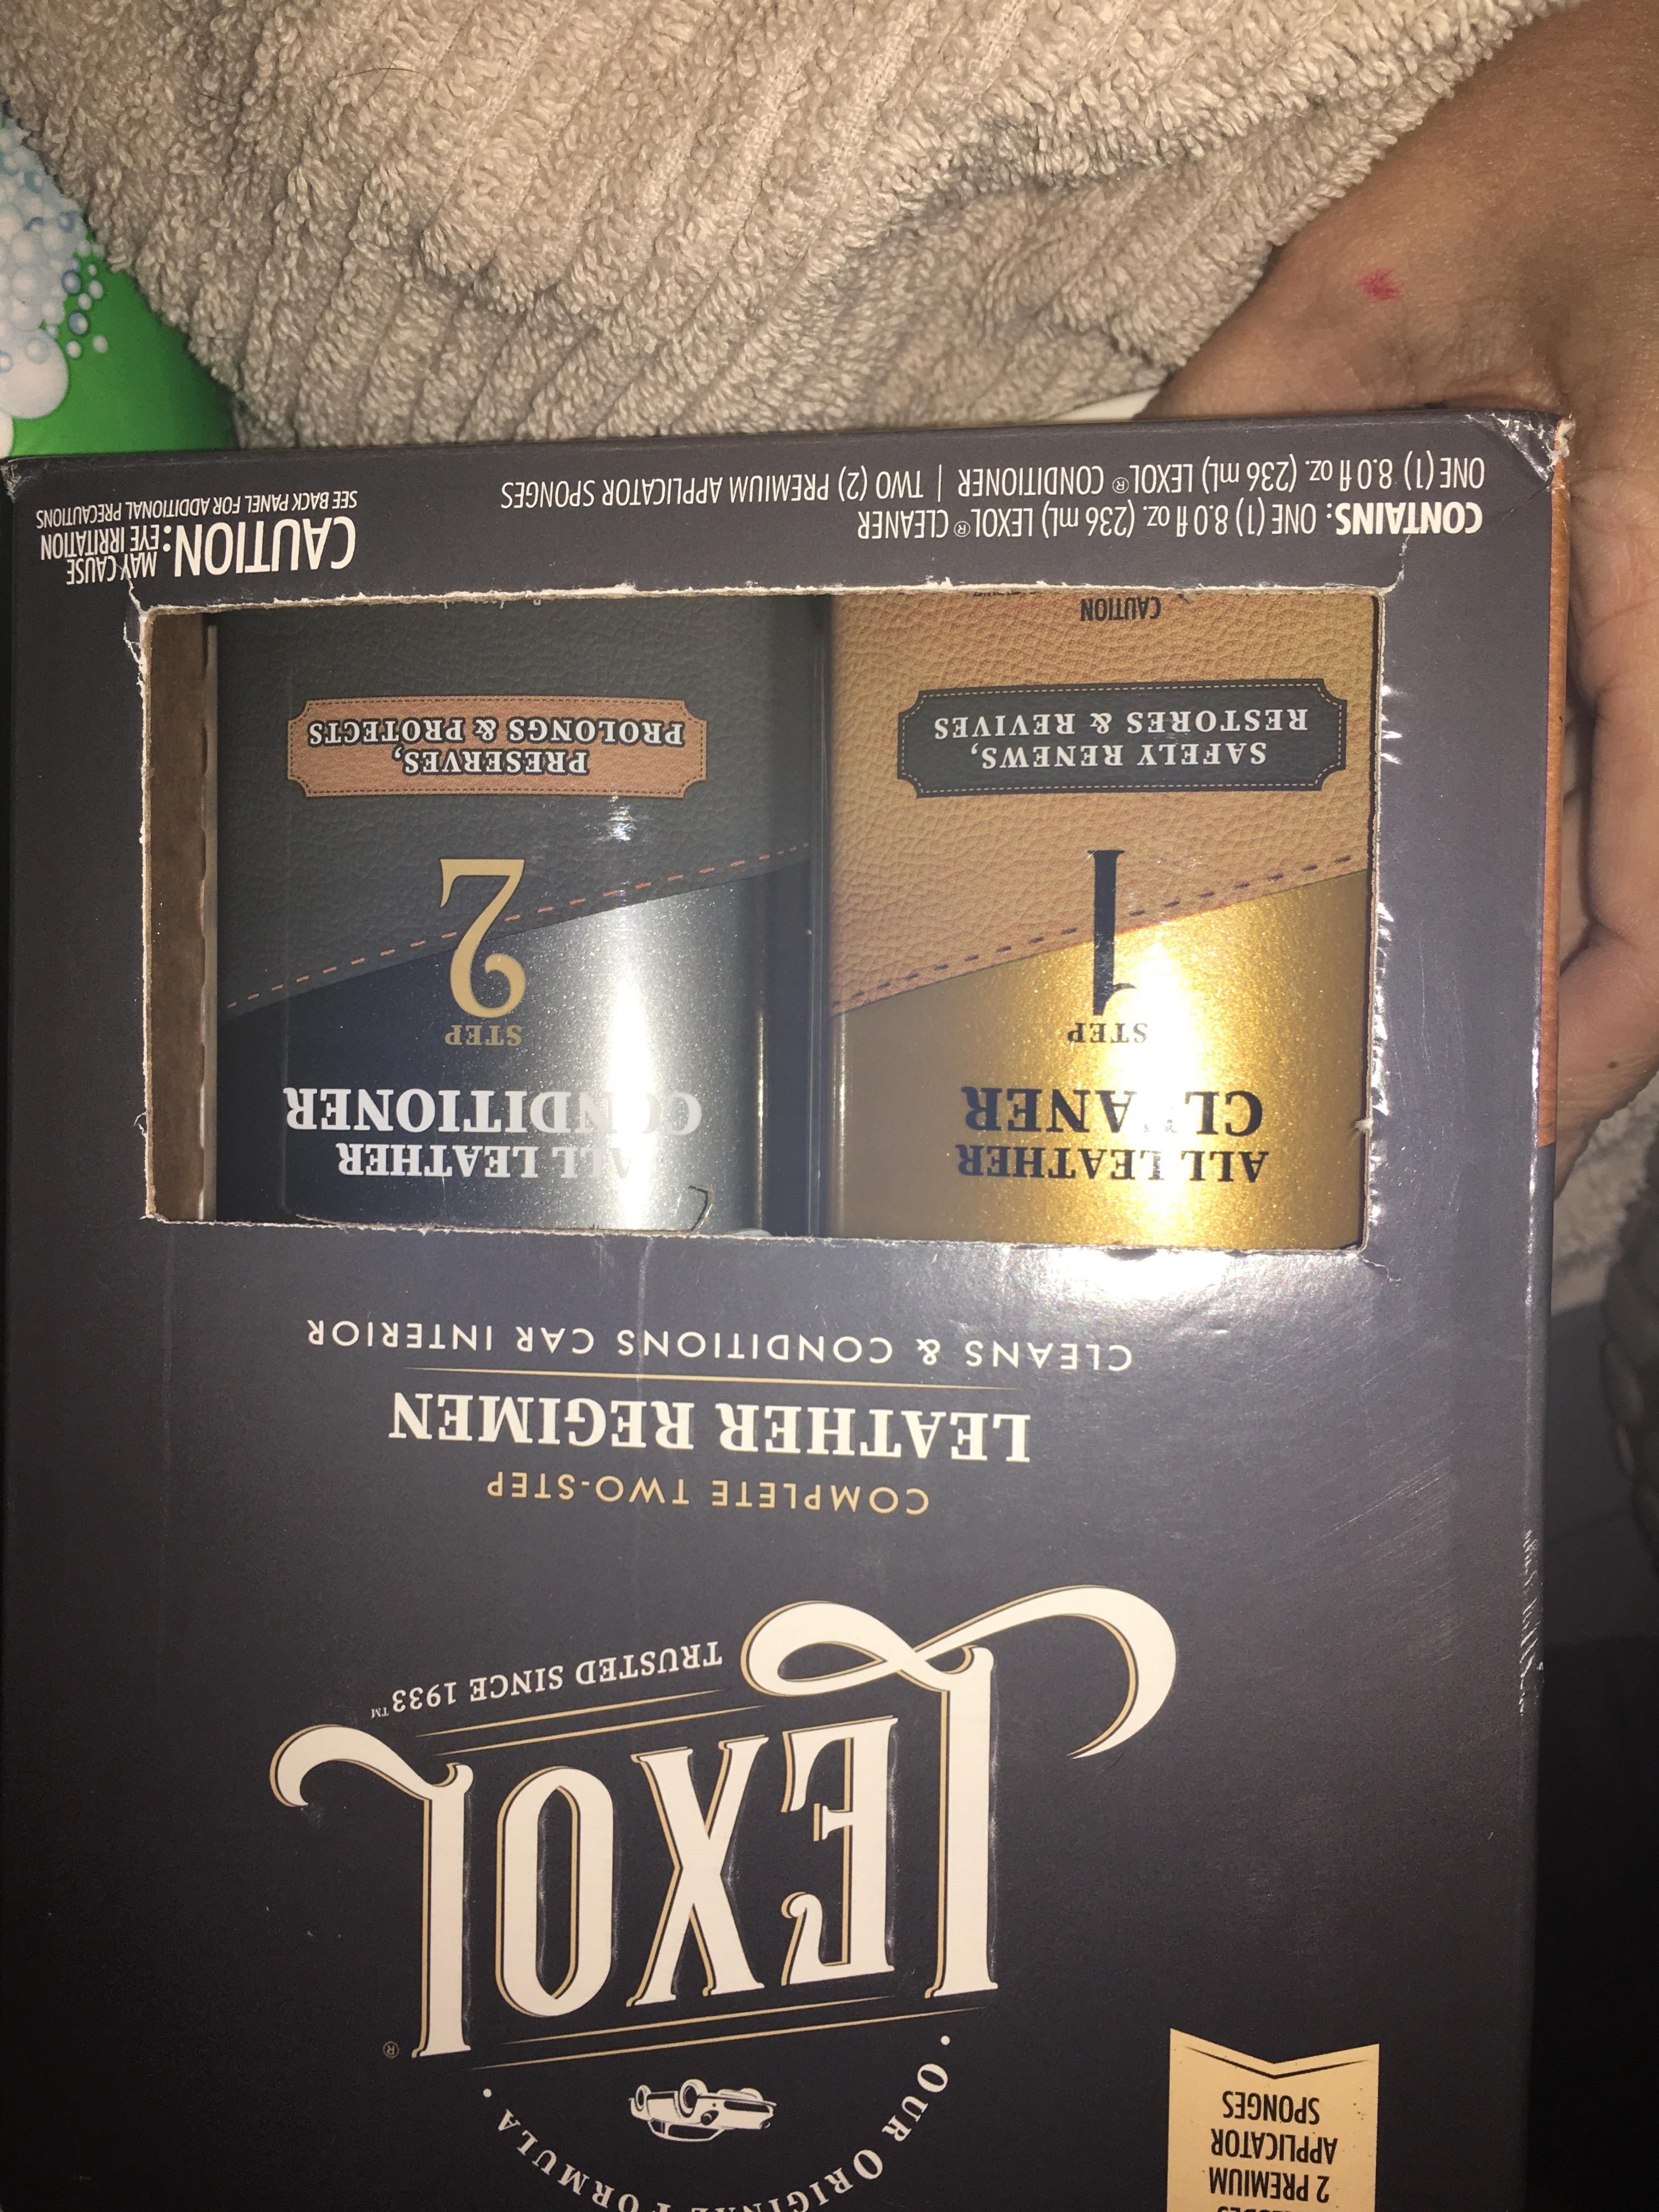 2 PREMIUM
APPLICATOR
SPONGES
· OUR ORIGINAL FORMULA ·
LEXOL®
TRUSTED SINCE 1933™
COMPLETE TWO-STEP
LEATHER REGIMEN
CLEANS & CONDITIONS CAR INTERIOR
ALL LEATHER
CLEANER
STEP
1
SAFELY RENEWS,
RESTORES & REVIVES
CAUTION
ALL LEATHER
CONDITIONER
STEP
2
PRESERVES,
PROLONGS & PROTECTS
CONTAINS: ONE (1) 8.0 fl oz. (236 mL) LEXOL® CLEANER
ONE (1) 8.0 fl oz. (236 mL) LEXOL® CONDITIONER | TWO (2) PREMIUM APPLICATOR SPONGES
CAUTION: MAY CAUSE
EYE IRRITATION
SEE BACK PANEL FOR ADDITIONAL PRECAUTIONS